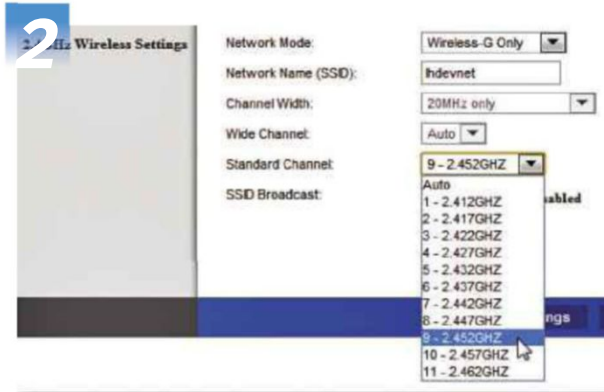 2
2.4GHz Wireless Settings
Network Mode: Wireless-G Only
Network Name (SSID): lhdevnet
Channel Width: 20MHz only
Wide Channel: Auto
Standard Channel: 9 - 2.452GHZ
SSID Broadcast:
Auto
1 - 2.412GHZ
2 - 2.417GHZ
3 - 2.422GHZ
4 - 2.427GHZ
5 - 2.432GHZ
6 - 2.437GHZ
7 - 2.442GHZ
8 - 2.447GHZ
9 - 2.452GHZ
10 - 2.457GHZ
11 - 2.462GHZ
abled
ngs